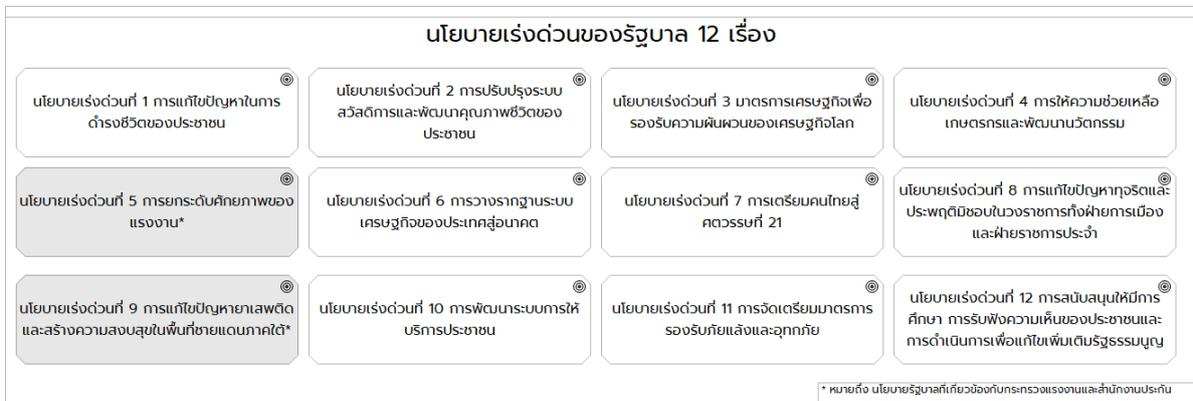 นโยบายเร่งด่วนของรัฐบาล 12 เรื่อง
นโยบายเร่งด่วนที่ 1 การแก้ไขปัญหาในการ
ดำรงชีวิตของประชาชน
นโยบายเร่งด่วนที่ 2 การปรับปรุงระบบ
สวัสดิการและพัฒนาคุณภาพชีวิตของ
ประชาชน
นโยบายเร่งด่วนที่ 3 มาตรการเศรษฐกิจเพื่อ
รองรับความผันผวนของเศรษฐกิจโลก
นโยบายเร่งด่วนที่ 4 การให้ความช่วยเหลือ
เกษตรกรและพัฒนานวัตกรรม
นโยบายเร่งด่วนที่ 5 การยกระดับศักยภาพของ
แรงงาน*
นโยบายเร่งด่วนที่ 6 การวางรากฐานระบบ
เศรษฐกิจของประเทศสู่อนาคต
นโยบายเร่งด่วนที่ 7 การเตรียมคนไทยสู่
ศตวรรษที่ 21
นโยบายเร่งด่วนที่ 8 การแก้ไขปัญหาทุจริตและ
ประพฤติมิชอบในวงราชการทั้งฝ่ายการเมือง
และฝ่ายราชการประจำ
นโยบายเร่งด่วนที่ 9 การแก้ไขปัญหายาเสพติด
และสร้างความสงบสุขในพื้นที่ชายแดนภาคใต้*
นโยบายเร่งด่วนที่ 10 การพัฒนาระบบการให้
บริการประชาชน
นโยบายเร่งด่วนที่ 11 การจัดเตรียมมาตรการ
รองรับภัยแล้งและอุทกภัย
นโยบายเร่งด่วนที่ 12 การสนับสนุนให้มีการ
ศึกษา การรับฟังความเห็นของประชาชนและ
การดำเนินการเพื่อแก้ไขเพิ่มเติมรัฐธรรมนูญ
* หมายถึง นโยบายรัฐบาลที่เกี่ยวข้องกับกระทรวงแรงงานและสำนักงานประกัน